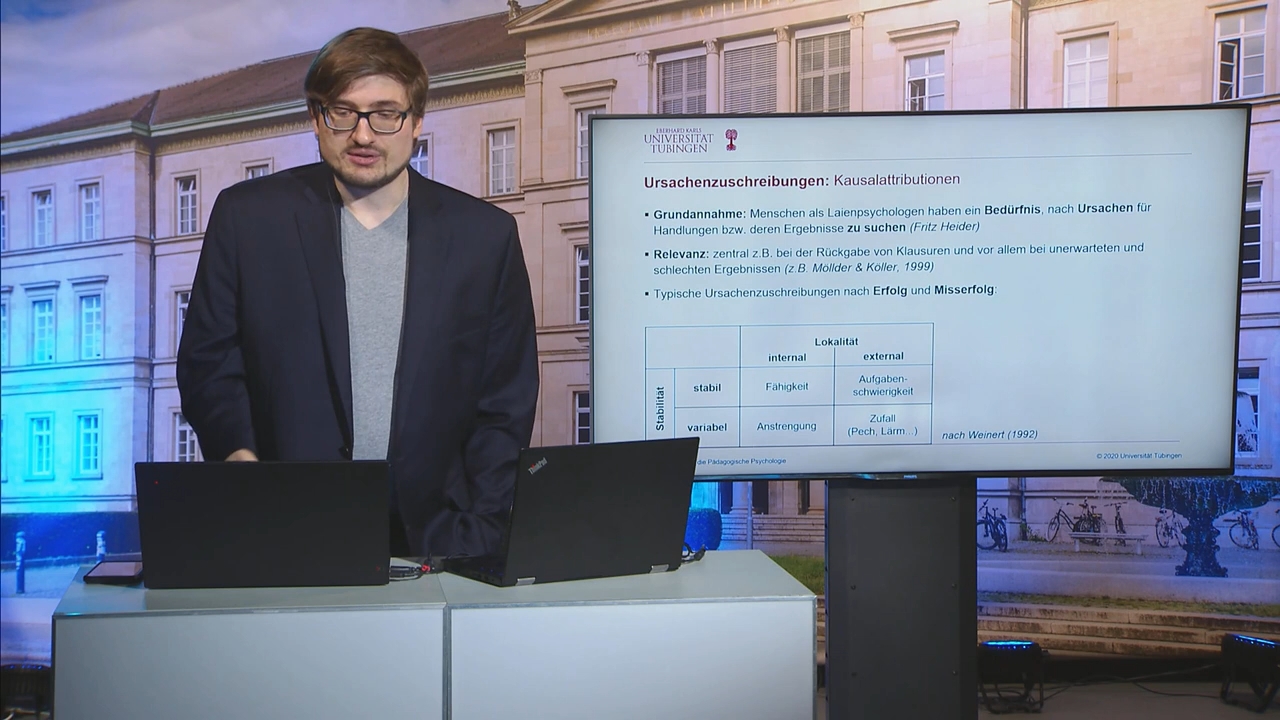 EBERHARD KARLS
UNIVERSITÄT
TÜBINGEN
Ursachenzuschreibungen: Kausalattributionen
▪ Grundannahme: Menschen als Laienpsychologen haben ein Bedürfnis, nach Ursachen für
Handlungen bzw. deren Ergebnisse zu suchen (Fritz Heider)
▪ Relevanz: zentral z.B. bei der Rückgabe von Klausuren und vor allem bei unerwarteten und
schlechten Ergebnissen (z.B. Möllder & Köller, 1999)
▪ Typische Ursachenzuschreibungen nach Erfolg und Misserfolg:
Lokalität
internal external
Stabilität
stabil Fähigkeit Aufgaben-
schwierigkeit
variabel Anstrengung Zufall
(Pech, Lärm...)
nach Weinert (1992)
die Pädagogische Psychologie © 2020 Universität Tübingen
ThinkPad
PHILIPS